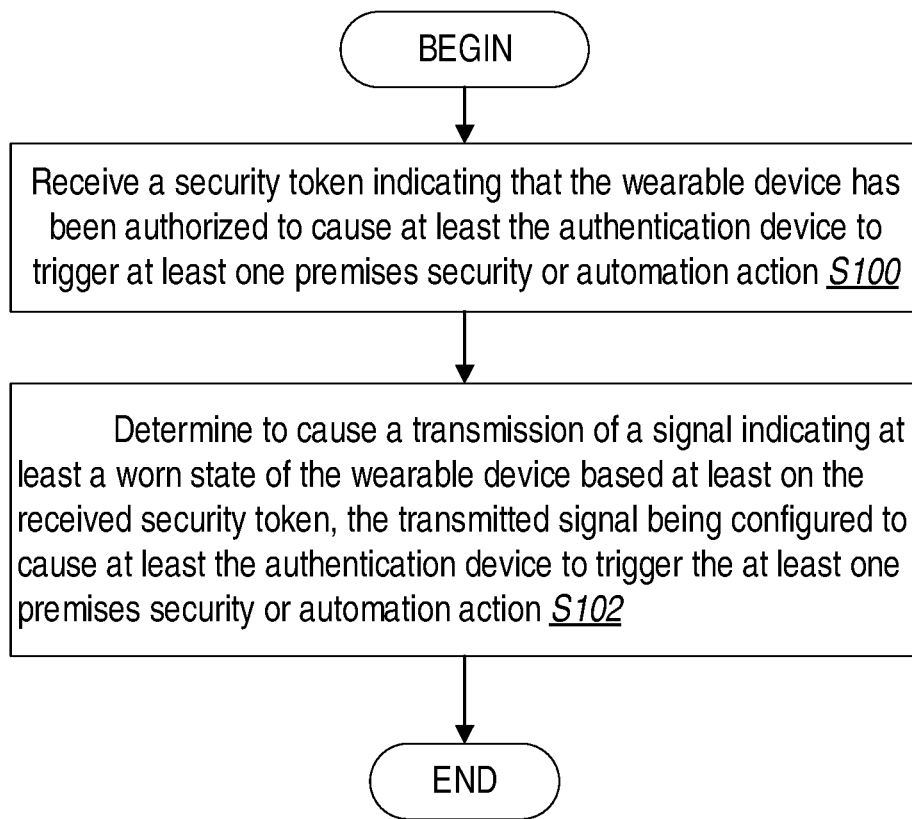 BEGIN
Receive a security token indicating that the wearable device has
been authorized to cause at least the authentication device to
trigger at least one premises security or automation action S100
Determine to cause a transmission of a signal indicating at
least a worn state of the wearable device based at least on the
received security token, the transmitted signal being configured to
cause at least the authentication device to trigger the at least one
premises security or automation action S102
END